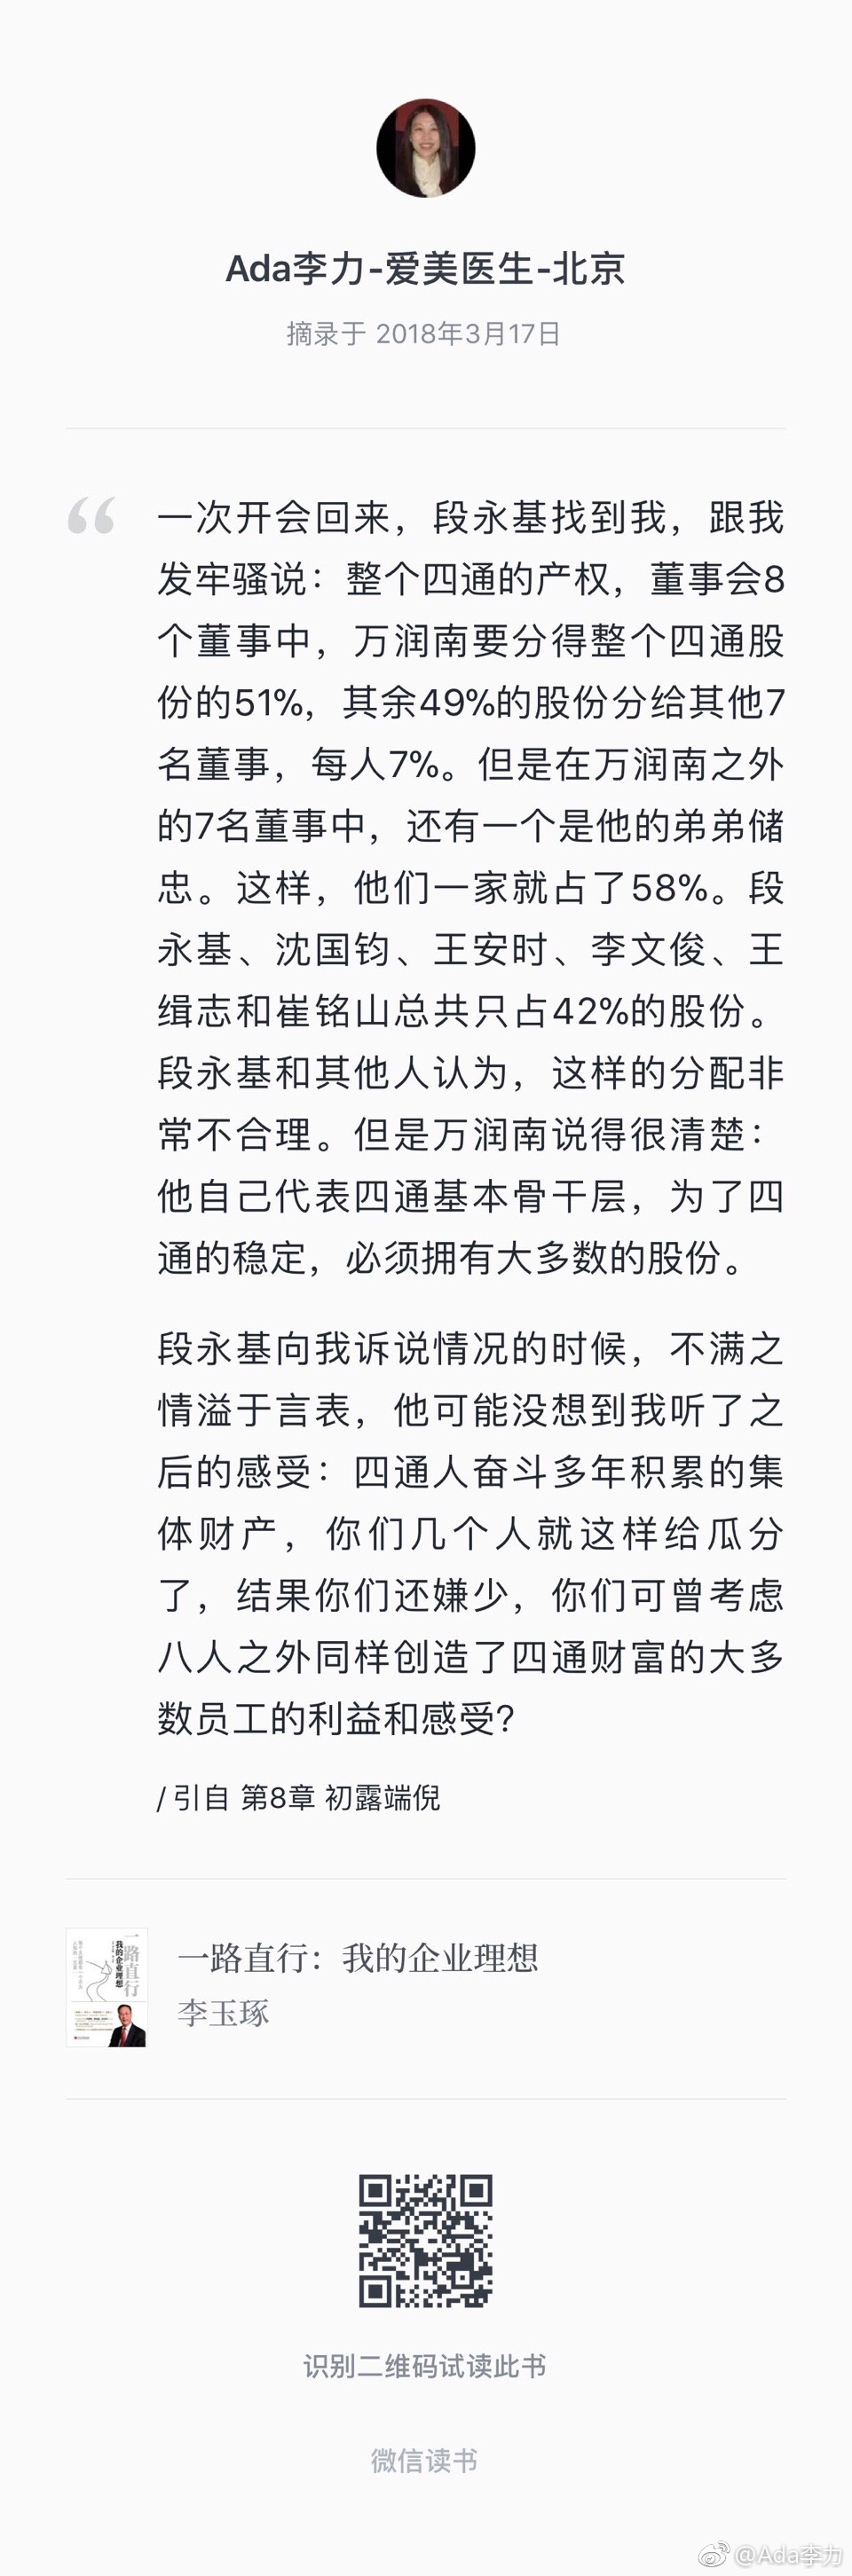 Ada李力-爱美医生-北京
摘录于 2018年3月17日
一次开会回来，段永基找到我，跟我
发牢骚说：整个四通的产权，董事会8
个董事中，万润南要分得整个四通股
份的51%，其余49%的股份分给其他7
名董事，每人7%。但是在万润南之外
的7名董事中，还有一个是他的弟弟储
忠。这样，他们一家就占了58%。段
永基、沈国钧、王安时、李文俊、王
缉志和崔铭山总共只占42%的股份。
段永基和其他人认为，这样的分配非
常不合理。但是万润南说得很清楚：
他自己代表四通基本骨干层，为了四
通的稳定，必须拥有大多数的股份。
段永基向我诉说情况的时候，不满之
情溢于言表，他可能没想到我听了之
后的感受：四通人奋斗多年积累的集
体财产，你们几个人就这样给瓜分
了，结果你们还嫌少，你们可曾考虑
八人之外同样创造了四通财富的大多
数员工的利益和感受?
/ 引自 第8章 初露端倪
一路直行
我的企业理想
一路直行：我的企业理想
李玉琢
识别二维码试读此书
微信读书
@Ada李力